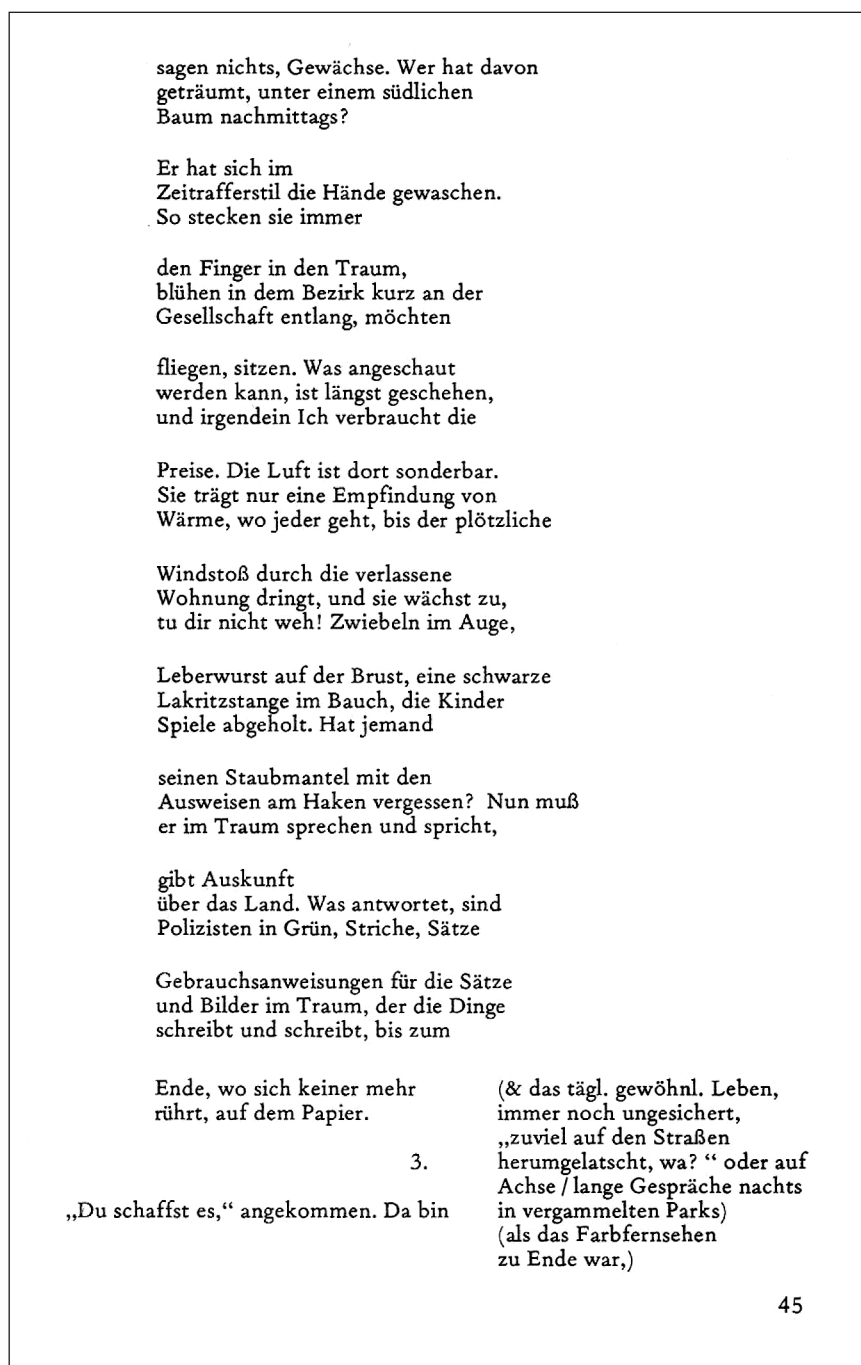 sagen nichts, Gewächse. Wer hat davon
geträumt, unter einem südlichen
Baum nachmittags?

Er hat sich im
Zeitrafferstil die Hände gewaschen.
So stecken sie immer

den Finger in den Traum,
blühen in dem Bezirk kurz an der
Gesellschaft entlang, möchten

fliegen, sitzen. Was angeschaut
werden kann, ist längst geschehen,
und irgendein Ich verbraucht die

Preise. Die Luft ist dort sonderbar.
Sie trägt nur eine Empfindung von
Wärme, wo jeder geht, bis der plötzliche

Windstoß durch die verlassene
Wohnung dringt, und sie wächst zu,
tu dir nicht weh! Zwiebeln im Auge,

Leberwurst auf der Brust, eine schwarze
Lakritzstange im Bauch, die Kinder
Spiele abgeholt. Hat jemand

seinen Staubmantel mit den
Ausweisen am Haken vergessen? Nun muß
er im Traum sprechen und spricht,

gibt Auskunft
über das Land. Was antwortet, sind
Polizisten in Grün, Striche, Sätze

Gebrauchsanweisungen für die Sätze
und Bilder im Traum, der die Dinge
schreibt und schreibt, bis zum

Ende, wo sich keiner mehr
rührt, auf dem Papier.

(& das tägl. gewöhnl. Leben,
immer noch ungesichert,
„zuviel auf den Straßen
herumgelatscht, wa? “ oder auf
Achse / lange Gespräche nachts
in vergammelten Parks)
(als das Farbfernsehen
zu Ende war,)

3.

„Du schaffst es,“ angekommen. Da bin

45